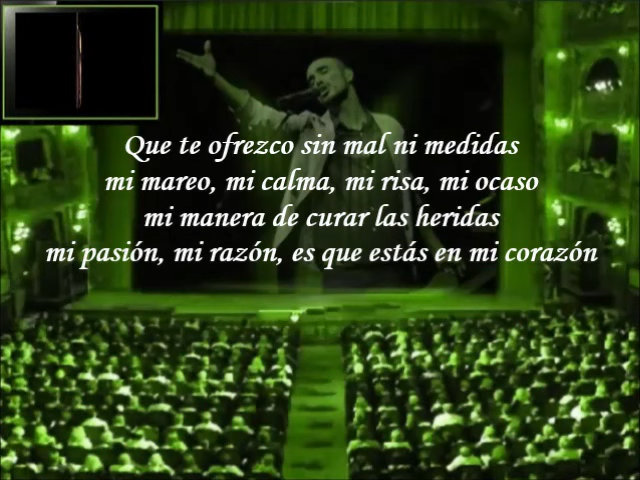 Que te ofrezco sin mal ni medidas
mi mareo, mi calma, mi risa, mi ocaso
mi manera de curar las heridas
mi pasión, mi razón, es que estás en mi corazón